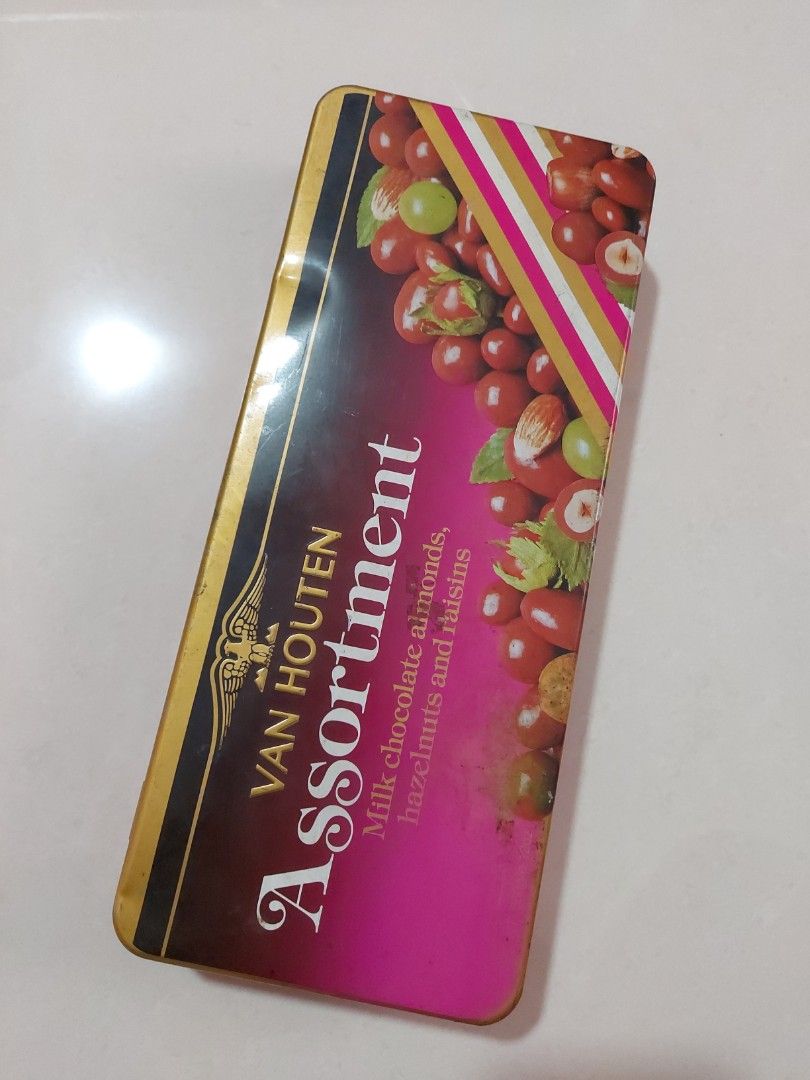 VAN HOUTEN
Assortment
Milk chocolate almonds,
hazelnuts and raisins